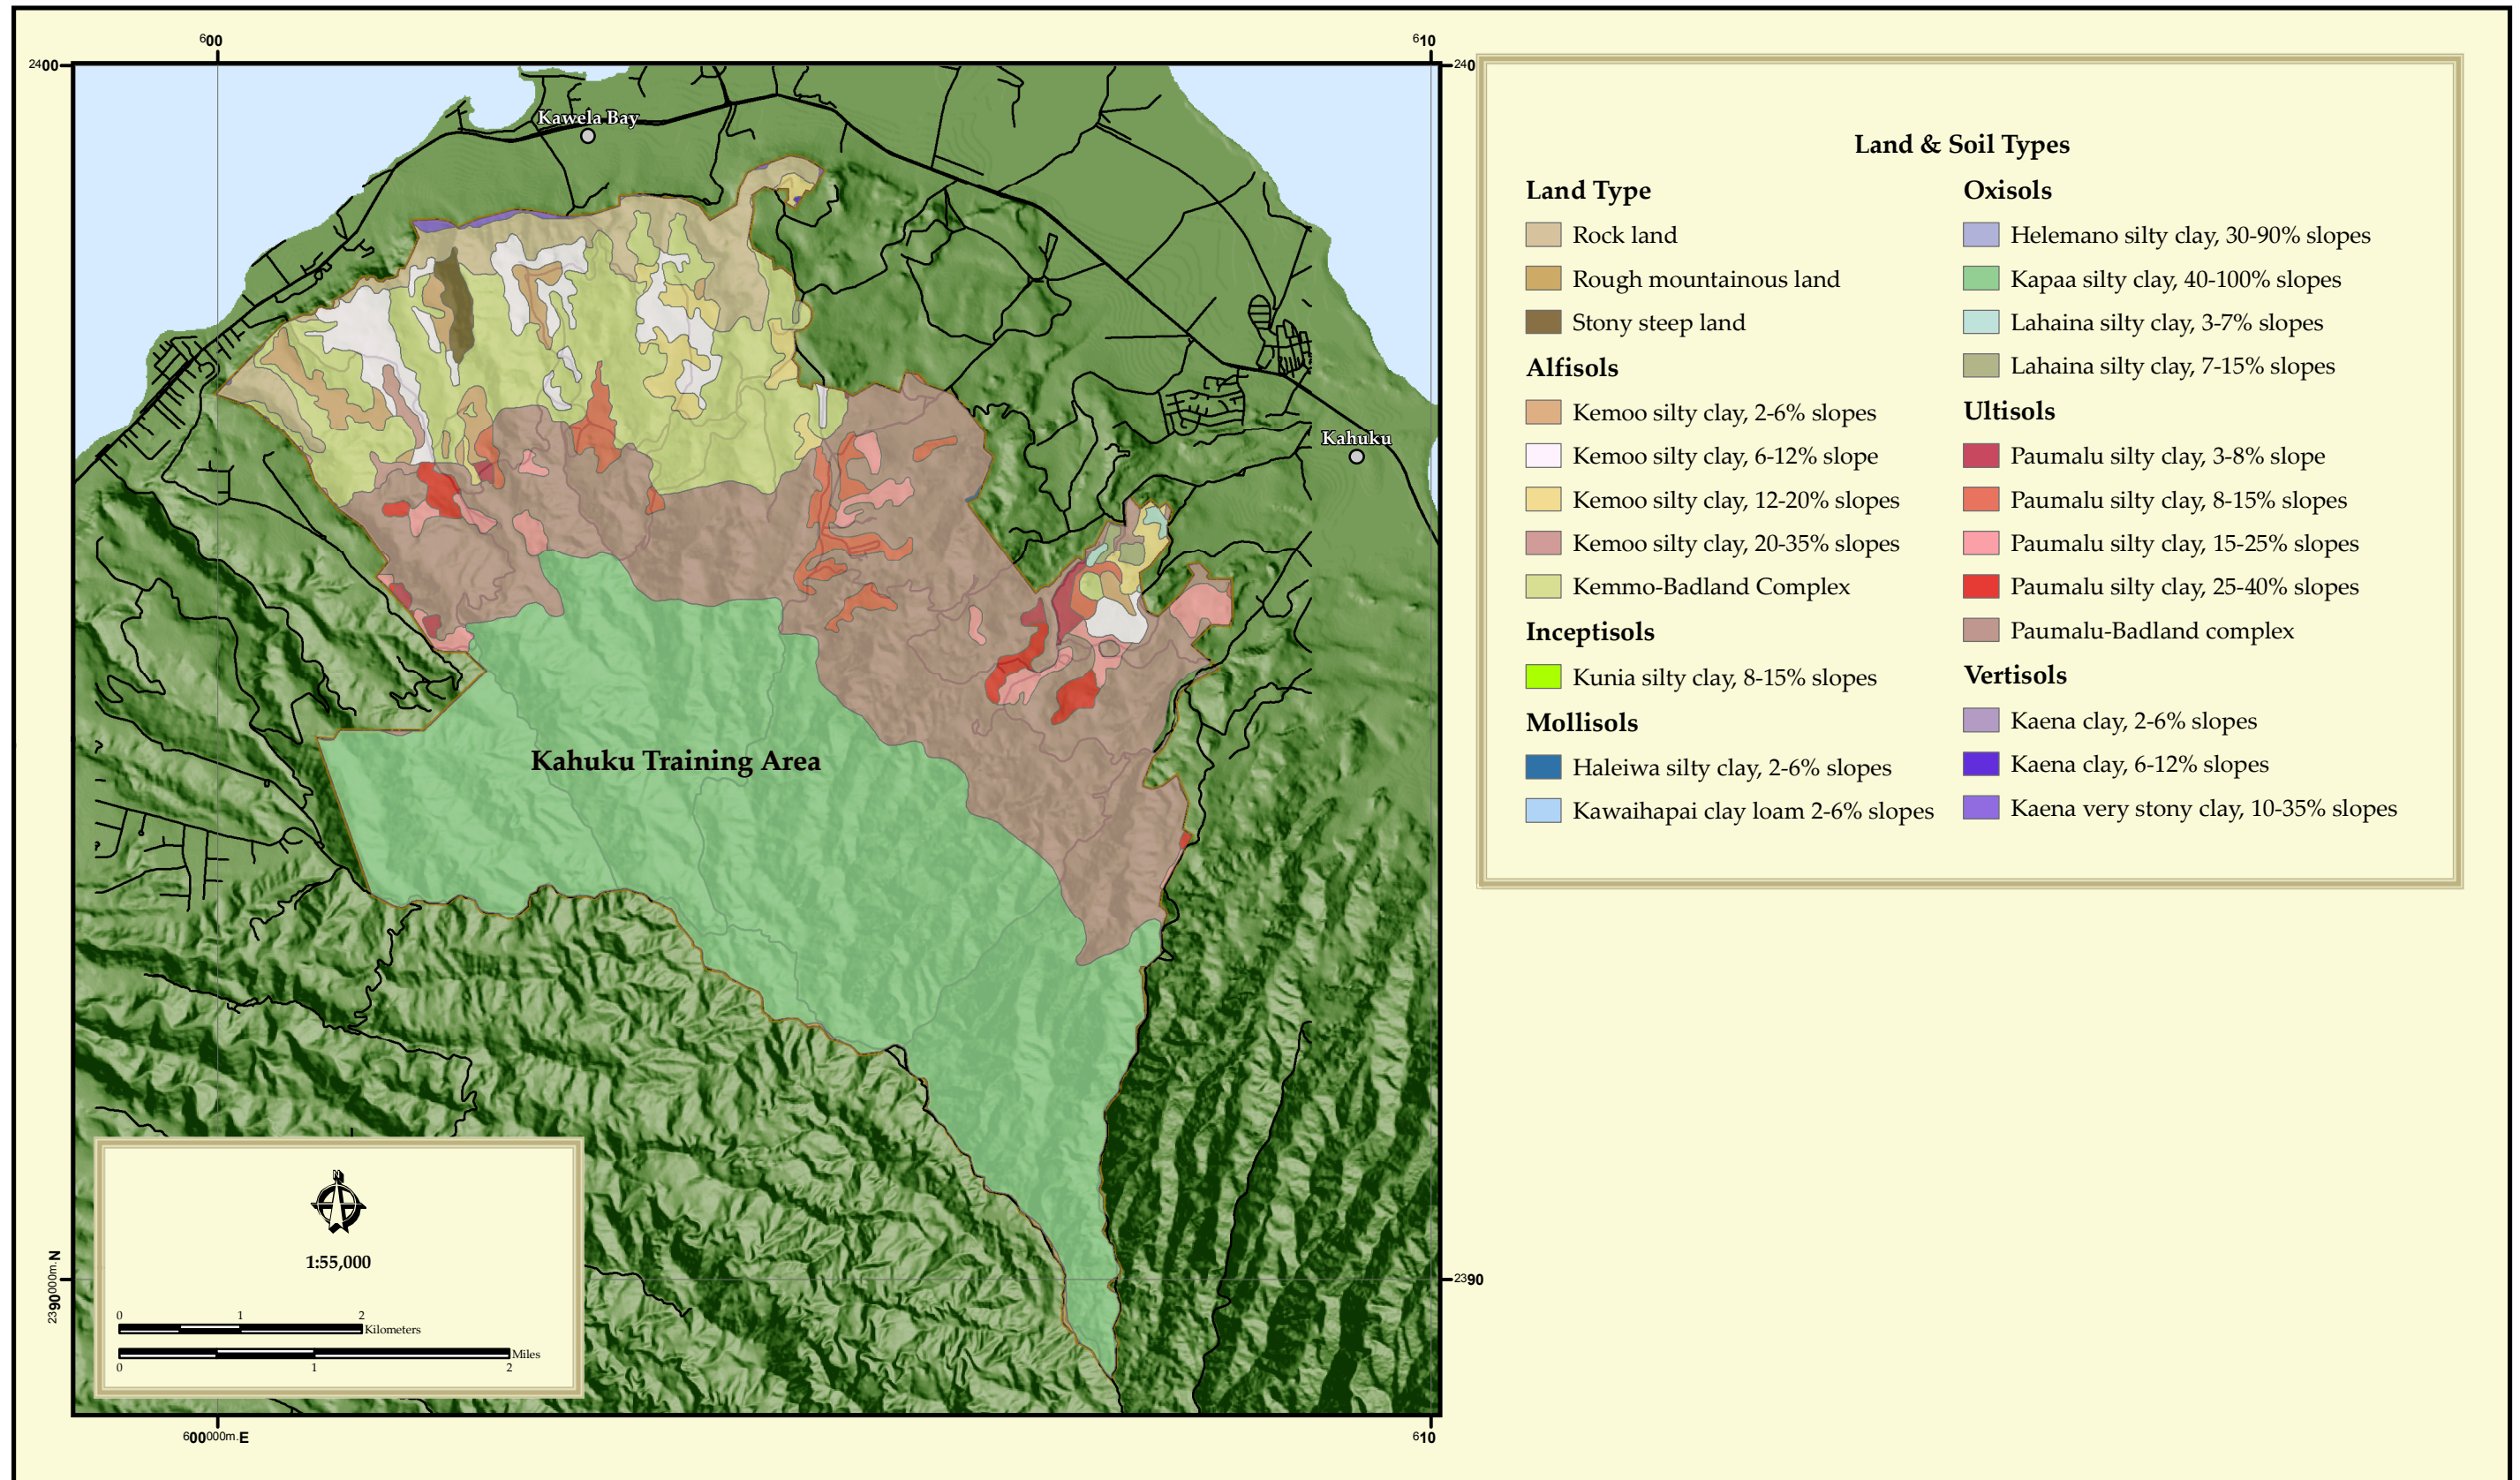 600
610
2400
240
Kawela Bay
Kahuku
Kahuku Training Area
2390000m.N
2390
N
1:55,000
0 1 2
Kilometers
Miles
0 1 2
600000m.E
610
Land & Soil Types
Land Type
Rock land
Rough mountainous land
Stony steep land
Alfisols
Kemoo silty clay, 2-6% slopes
Kemoo silty clay, 6-12% slope
Kemoo silty clay, 12-20% slopes
Kemoo silty clay, 20-35% slopes
Kemmo-Badland Complex
Inceptisols
Kunia silty clay, 8-15% slopes
Mollisols
Haleiwa silty clay, 2-6% slopes
Kawaihapai clay loam 2-6% slopes
Oxisols
Helemano silty clay, 30-90% slopes
Kapaa silty clay, 40-100% slopes
Lahaina silty clay, 3-7% slopes
Lahaina silty clay, 7-15% slopes
Ultisols
Paumalu silty clay, 3-8% slope
Paumalu silty clay, 8-15% slopes
Paumalu silty clay, 15-25% slopes
Paumalu silty clay, 25-40% slopes
Paumalu-Badland complex
Vertisols
Kaena clay, 2-6% slopes
Kaena clay, 6-12% slopes
Kaena very stony clay, 10-35% slopes